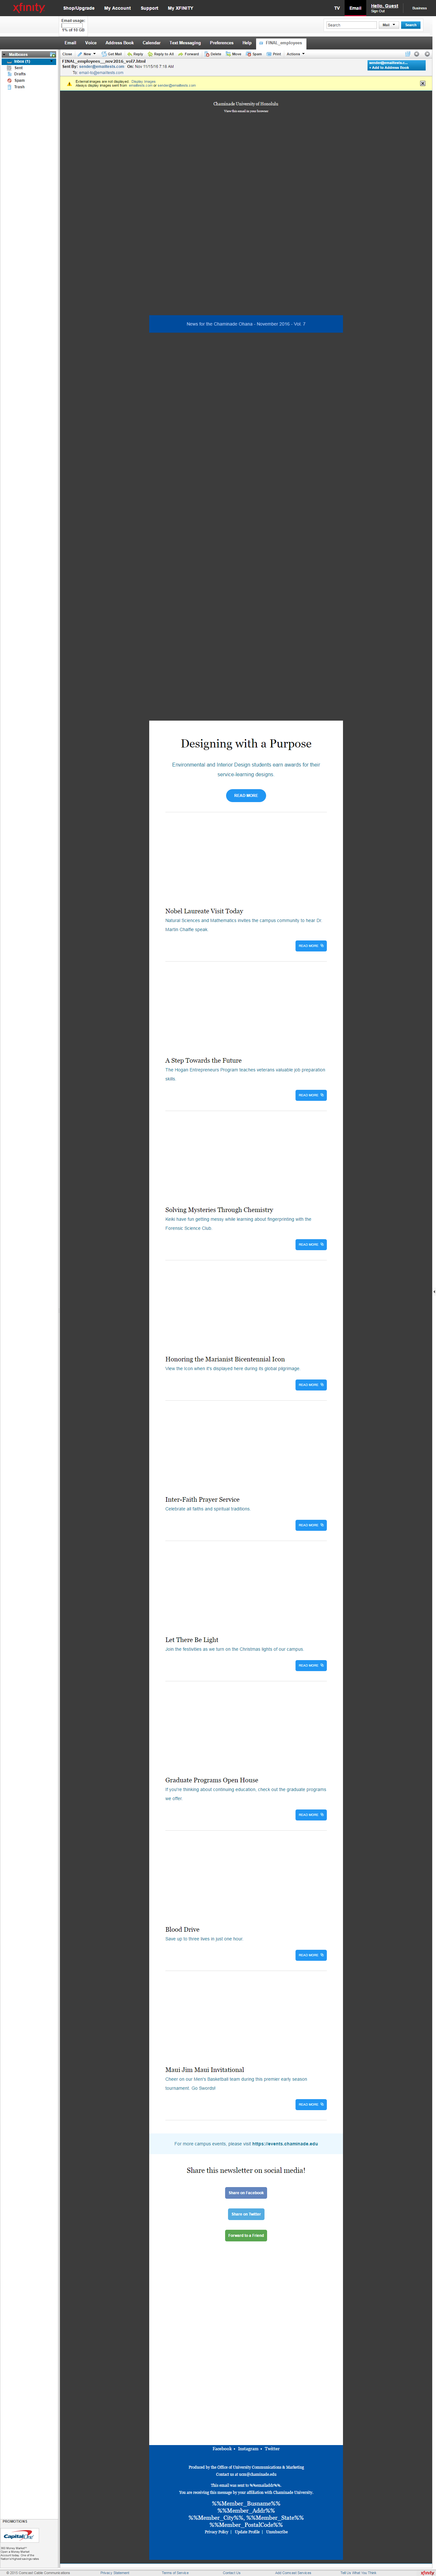 xfinity
Shop/Upgrade My Account Support My XFINITY TV Email Hello, Guest Sign Out Business
Email usage:
1% of 10 GB
Search Mail Search
Email Voice Address Book Calendar Text Messaging Preferences Help FINAL_employees
Mailboxes
Inbox (1)
Sent
Drafts
Spam
Trash
Close New Get Mail Reply Reply to All Forward Delete Move Spam Print Actions
FINAL_employees__nov2016_vol7.html
Sent By: sender@emailtests.com On: Nov 11/15/16 7:16 AM
+ Add to Address Book
External images are not displayed. Display images
Always display images sent from emailtests.com or sender@emailtests.com
Chaminade University of Honolulu
View this email in your browser
News for the Chaminade Ohana - November 2016 - Vol. 7
Designing with a Purpose
Environmental and Interior Design students earn awards for their
service-learning designs.
READ MORE
Nobel Laureate Visit Today
Natural Sciences and Mathematics invites the campus community to hear Dr.
Martin Chalfie speak.
READ MORE
A Step Towards the Future
The Hogan Entrepreneurs Program teaches veterans valuable job preparation
skills.
READ MORE
Solving Mysteries Through Chemistry
Keiki have fun getting messy while learning about fingerprinting with the
Forensic Science Club.
READ MORE
Honoring the Marianist Bicentennial Icon
View the Icon when it's displayed here during its global pilgrimage.
READ MORE
Inter-Faith Prayer Service
Celebrate all faiths and spiritual traditions.
READ MORE
Let There Be Light
Join the festivities as we turn on the Christmas lights of our campus.
READ MORE
Graduate Programs Open House
If you're thinking about continuing education, check out the graduate programs
we offer.
READ MORE
Blood Drive
Save up to three lives in just one hour.
READ MORE
Maui Jim Maui Invitational
Cheer on our Men's Basketball team during this premier early season
tournament. Go Swords!
READ MORE
For more campus events, please visit https://events.chaminade.edu
Share this newsletter on social media!
Share on Facebook
Share on Twitter
Forward to a Friend
Facebook • Instagram • Twitter
Produced by the Office of University Communications & Marketing
Contact us at ucm@chaminade.edu
This email was sent to %%emailaddr%%.
You are receiving this message by your affiliation with Chaminade University.
%%Member_Busname%%
%%Member_Addr%%
%%Member_City%%, %%Member_State%%
%%Member_PostalCode%%
Privacy Policy | Update Profile | Unsubscribe
PROMOTIONS
Capital One
© 2015 Comcast Cable Communications Privacy Statement Terms of Service Contact Us Add Comcast Services Tell Us What You Think xfinity